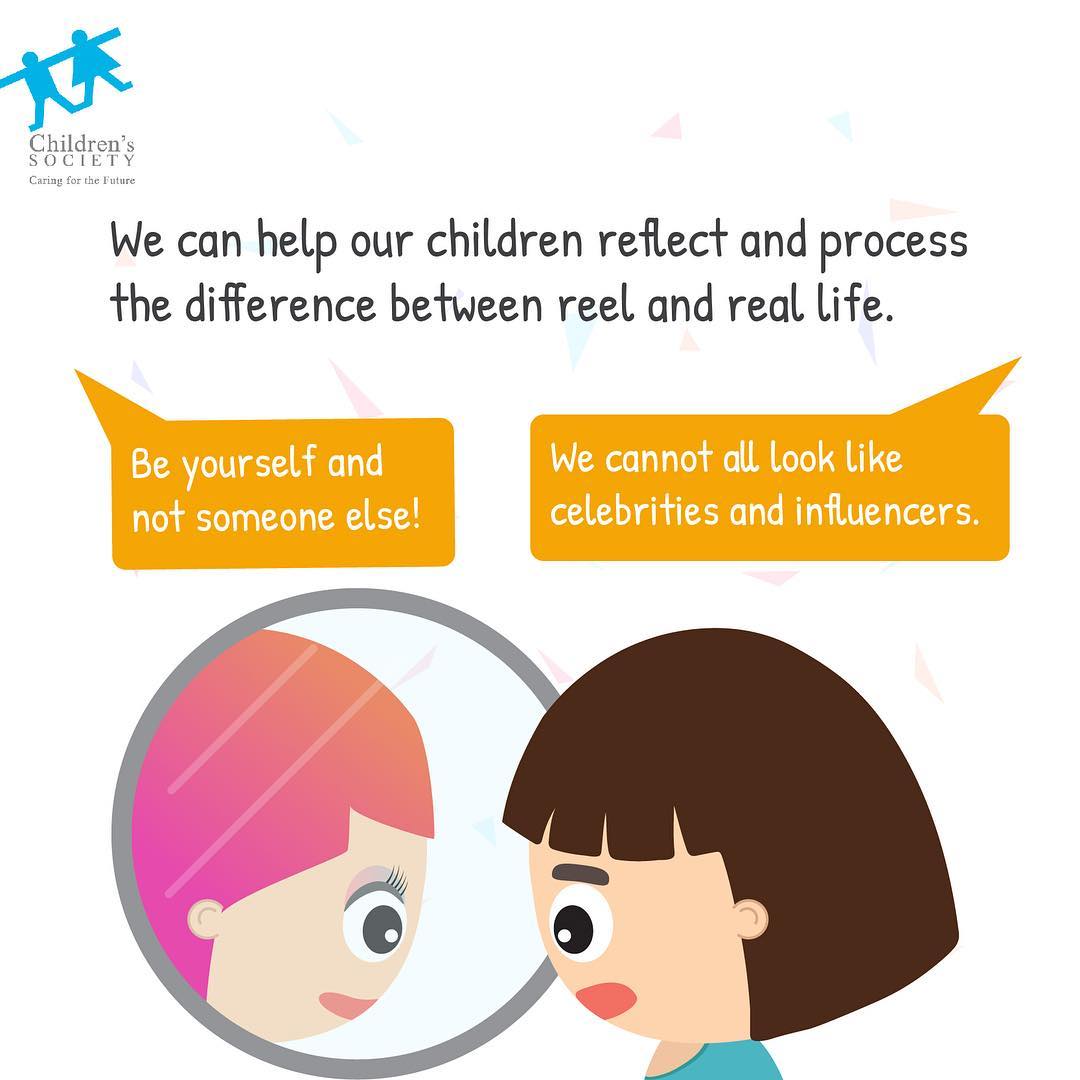 Children's
SOCIETY
Caring for the Future
We can help our children reflect and process
the difference between reel and real life.
Be yourself and
not someone else!
We cannot all look like
celebrities and influencers.